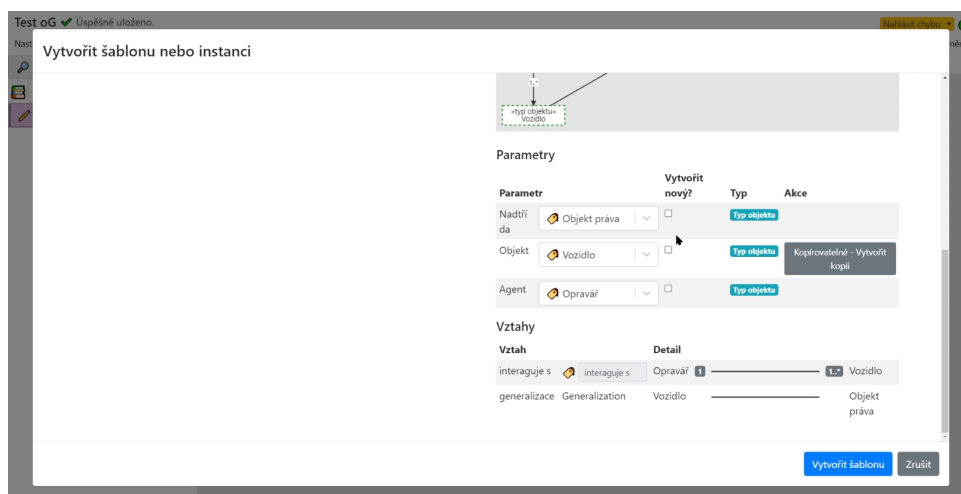 Test oG ✔ Úspěšně uloženo.
Nahlásit chybu
Nast
Vytvořit šablonu nebo instanci
1..*
«typ objektu»
Vozidlo
Parametry
Parametr Vytvořit nový? Typ Akce
Nadtří
da Objekt práva Typ objektu
Objekt Vozidlo Typ objektu Kopírovatelné - Vytvořit
kopii
Agent Opravář Typ objektu
Vztahy
Vztah Detail
interaguje s interaguje s Opravář 1 1..* Vozidlo
generalizace Generalization Vozidlo Objekt
práva
Vytvořit šablonu Zrušit